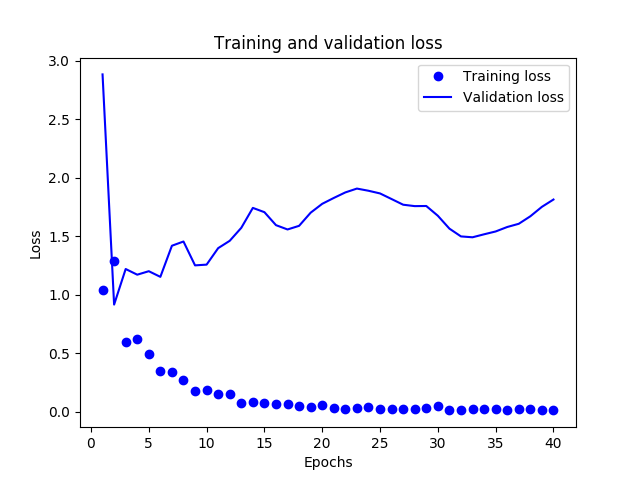 Training and validation loss
Training loss
Validation loss
3.0
2.5
2.0
1.5
1.0
0.5
0.0
Loss
0 5 10 15 20 25 30 35 40
Epochs